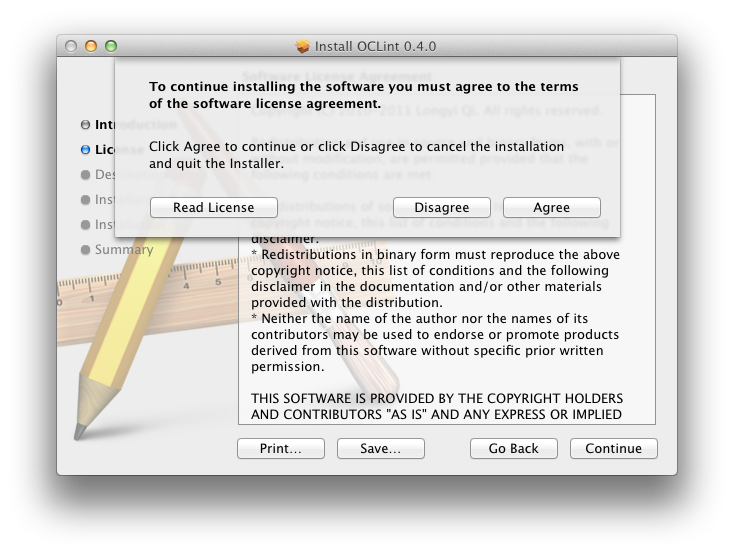 Install OCLint 0.4.0
To continue installing the software you must agree to the terms
of the software license agreement.
Click Agree to continue or click Disagree to cancel the installation
and quit the Installer.
Read License
Disagree
Agree
Introduction
License
Summary
Software License Agreement
disclaimer.
* Redistributions in binary form must reproduce the above
copyright notice, this list of conditions and the following
disclaimer in the documentation and/or other materials
provided with the distribution.
* Neither the name of the author nor the names of its
contributors may be used to endorse or promote products
derived from this software without specific prior written
permission.
THIS SOFTWARE IS PROVIDED BY THE COPYRIGHT HOLDERS
AND CONTRIBUTORS "AS IS" AND ANY EXPRESS OR IMPLIED
Print...
Save...
Go Back
Continue